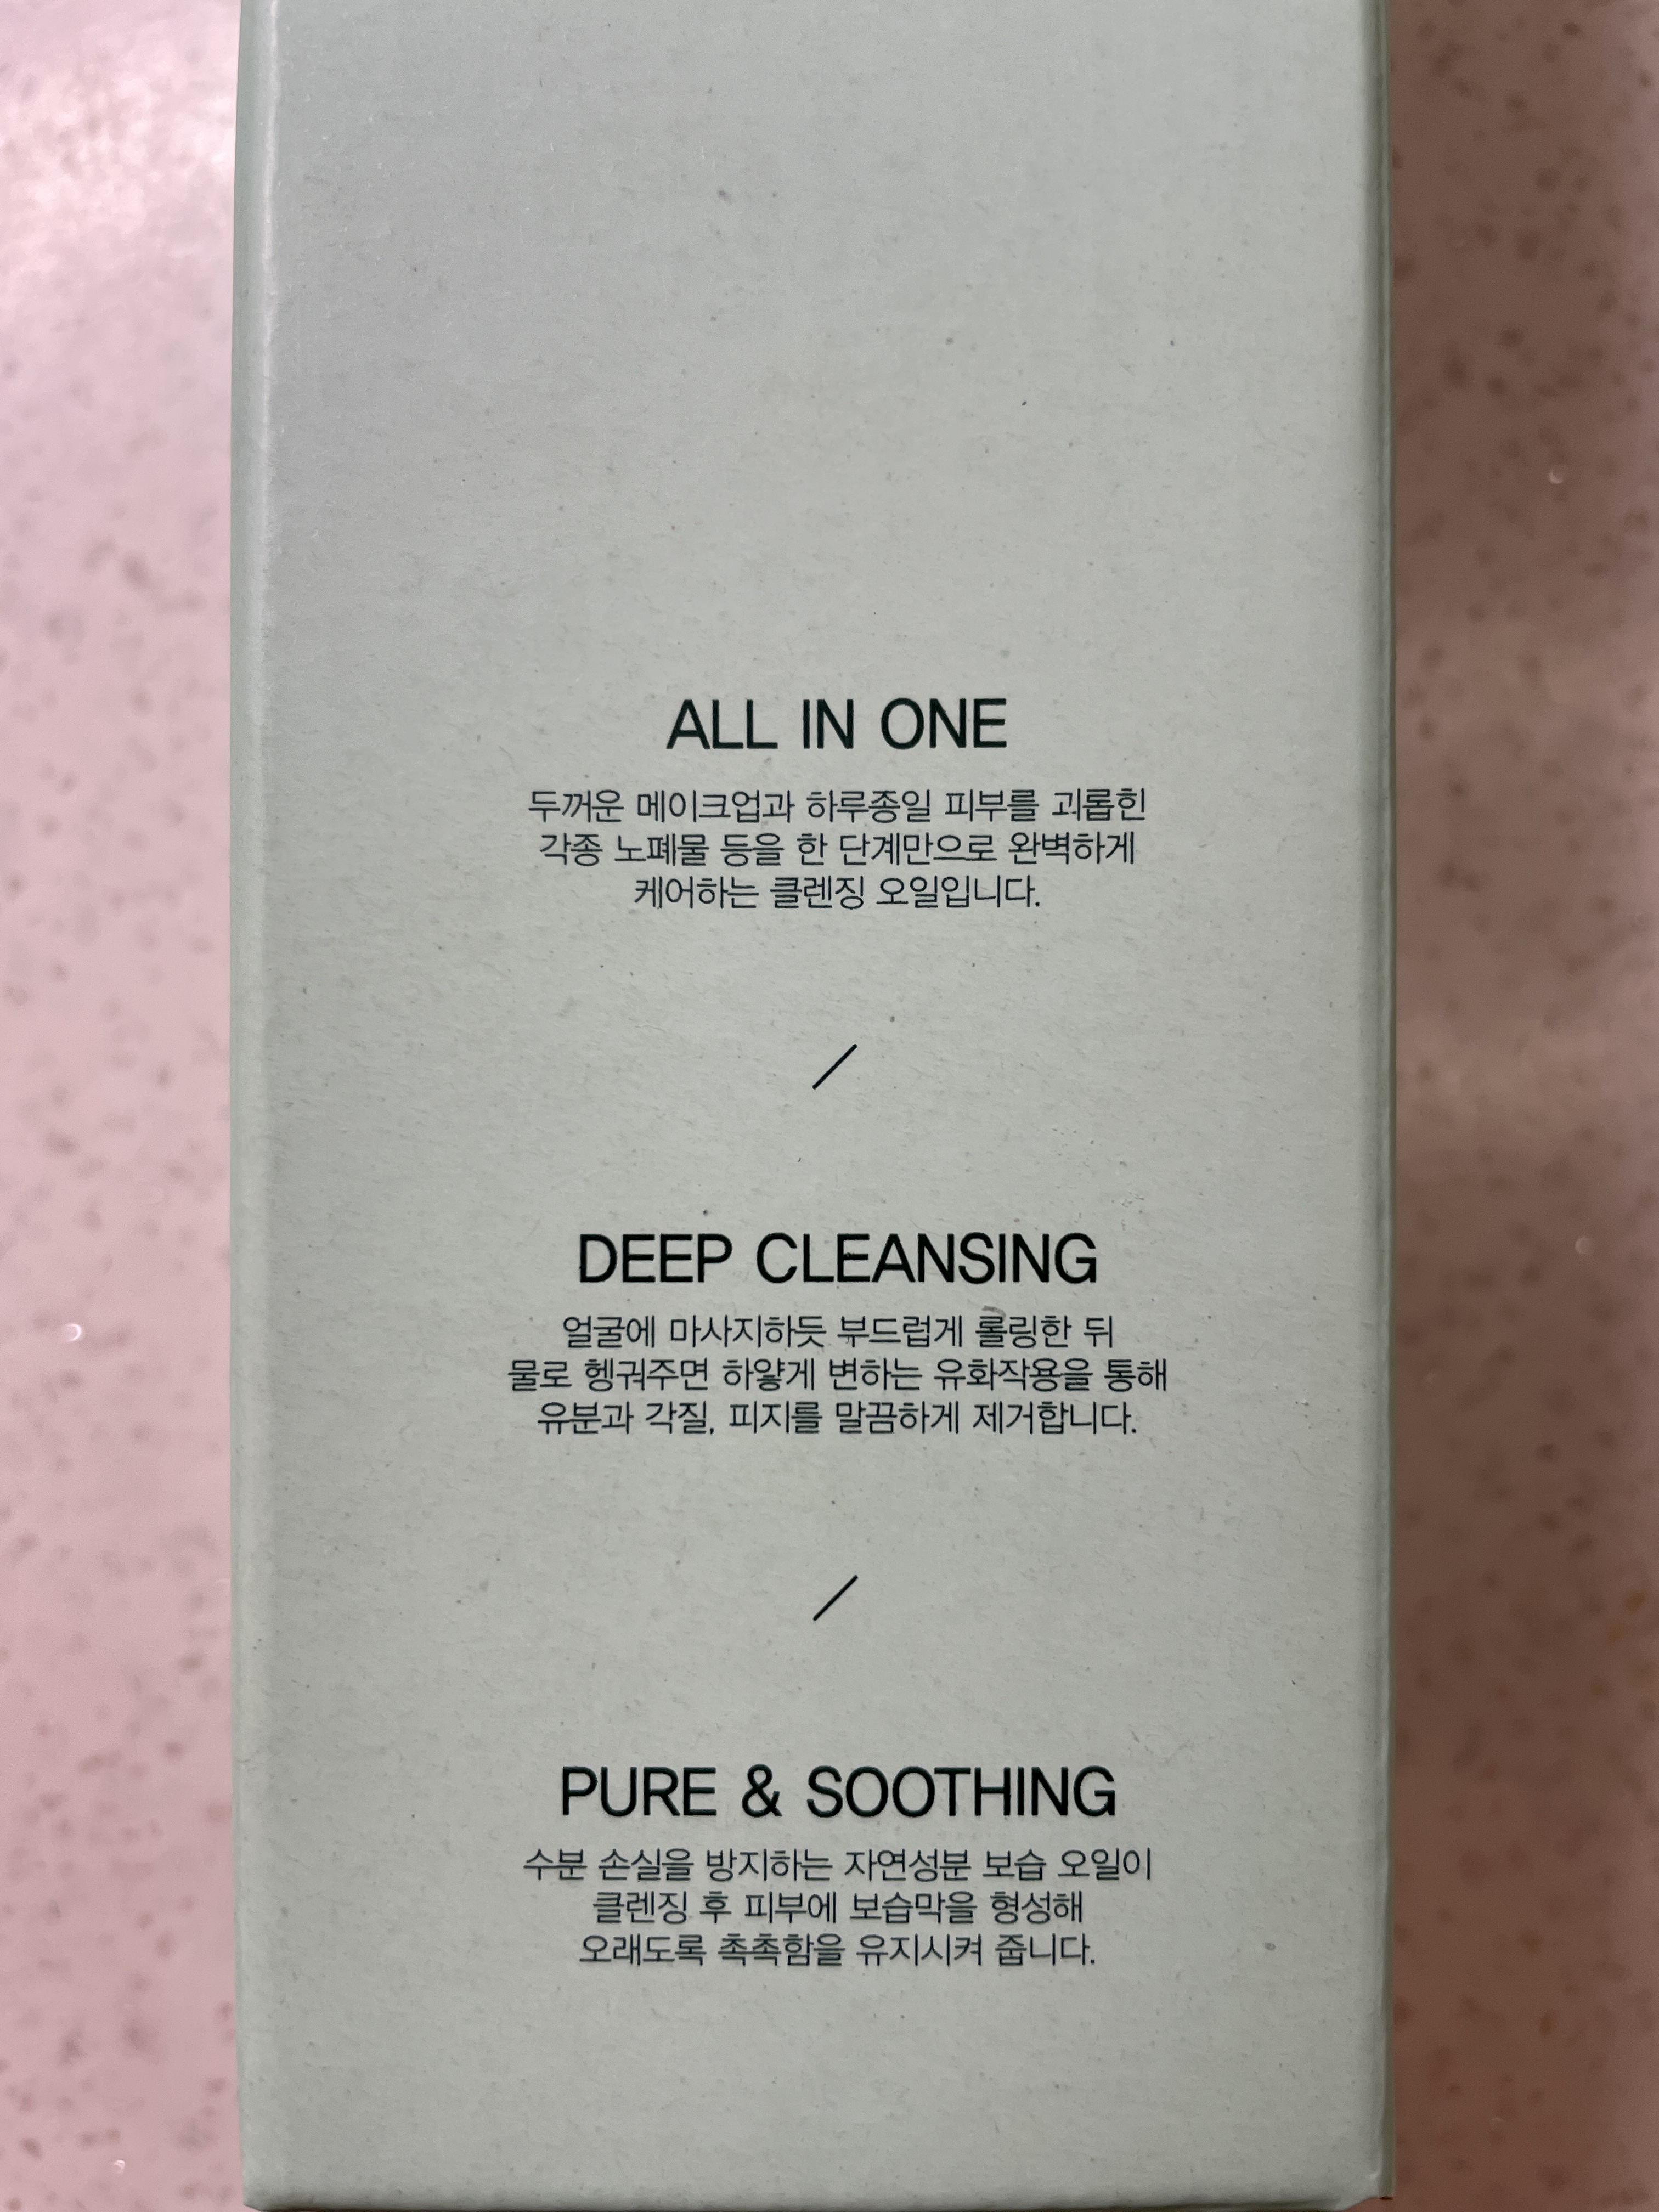 ALL IN ONE
두꺼운 메이크업과 하루종일 피부를 괴롭힌
각종 노폐물 등을 한 단계만으로 완벽하게
케어하는 클렌징 오일입니다.
/
DEEP CLEANSING
얼굴에 마사지하듯 부드럽게 롤링한 뒤
물로 헹궈주면 하얗게 변하는 유화작용을 통해
유분과 각질, 피지를 말끔하게 제거합니다.
/
PURE & SOOTHING
수분 손실을 방지하는 자연성분 보습 오일이
클렌징 후 피부에 보습막을 형성해
오래도록 촉촉함을 유지시켜 줍니다.